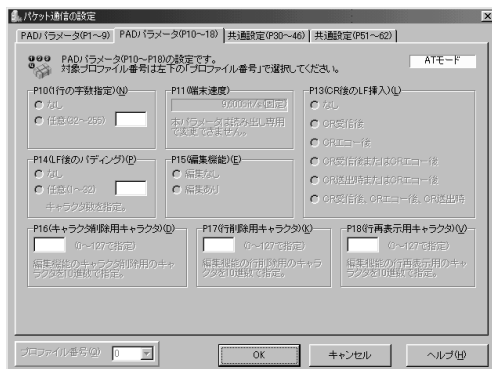 パケット通信の設定
PADパラメータ(P1～9) PADパラメータ(P10～18) 共通設定(P30～46) 共通設定(P51～62)
PADパラメータ(P10～P18)の設定です。
対象プロファイル番号は左下の「プロファイル番号」で選択してください。
ATモード
P10(1行の字数指定)(N)
なし
任意(32～255)
P11(端末速度)
9,600bit/s(固定)
本パラメータは読み出し専用
で変更できません。
P13(CR後のLF挿入)(L)
なし
CR受信後
CRエコー後
CR受信後またはCRエコー後
CR送出時またはCRエコー後
CR受信後、CRエコー後、CR送出時
P14(LF後のパディング)(P)
なし
任意(1～32)
キャラクタ数を指定。
P15(編集機能)(E)
編集なし
編集あり
P16(キャラクタ削除用キャラクタ)(D)
(0～127で指定)
編集機能のキャラクタ削除用のキャ
ラクタを10進数で指定。
P17(行削除用キャラクタ)(K)
(0～127で指定)
編集機能の行削除用のキャラ
クタを10進数で指定。
P18(行再表示用キャラクタ)(V)
(0～127で指定)
編集機能の行再表示用のキャ
ラクタを10進数で指定。
プロファイル番号(Q) 0
OK
キャンセル
ヘルプ(H)